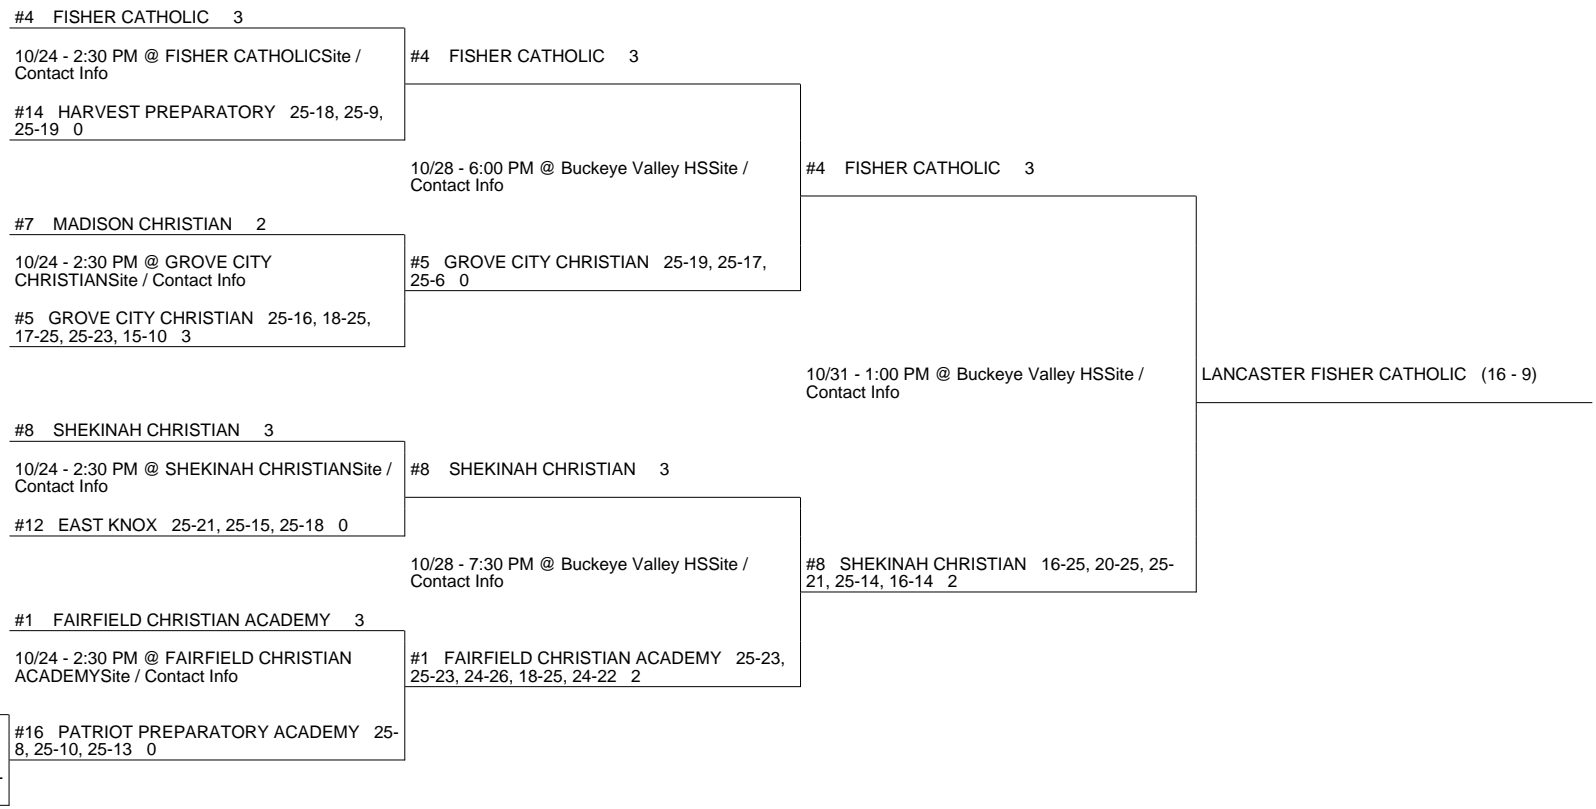 #4 FISHER CATHOLIC 3
10/24 - 2:30 PM @ FISHER CATHOLICSite /
Contact Info
#14 HARVEST PREPARATORY 25-18, 25-9,
25-19 0
#7 MADISON CHRISTIAN 2
10/24 - 2:30 PM @ GROVE CITY
CHRISTIANSite / Contact Info
#5 GROVE CITY CHRISTIAN 25-16, 18-25,
17-25, 25-23, 15-10 3
#8 SHEKINAH CHRISTIAN 3
10/24 - 2:30 PM @ SHEKINAH CHRISTIANSite /
Contact Info
#12 EAST KNOX 25-21, 25-15, 25-18 0
#1 FAIRFIELD CHRISTIAN ACADEMY 3
10/24 - 2:30 PM @ FAIRFIELD CHRISTIAN
ACADEMYSite / Contact Info
#16 PATRIOT PREPARATORY ACADEMY 25-
8, 25-10, 25-13 0
#4 FISHER CATHOLIC 3
10/28 - 6:00 PM @ Buckeye Valley HSSite /
Contact Info
#5 GROVE CITY CHRISTIAN 25-19, 25-17,
25-6 0
#8 SHEKINAH CHRISTIAN 3
10/28 - 7:30 PM @ Buckeye Valley HSSite /
Contact Info
#1 FAIRFIELD CHRISTIAN ACADEMY 25-23,
25-23, 24-26, 18-25, 24-22 2
#4 FISHER CATHOLIC 3
10/31 - 1:00 PM @ Buckeye Valley HSSite /
Contact Info
#8 SHEKINAH CHRISTIAN 16-25, 20-25, 25-
21, 25-14, 16-14 2
LANCASTER FISHER CATHOLIC (16 - 9)